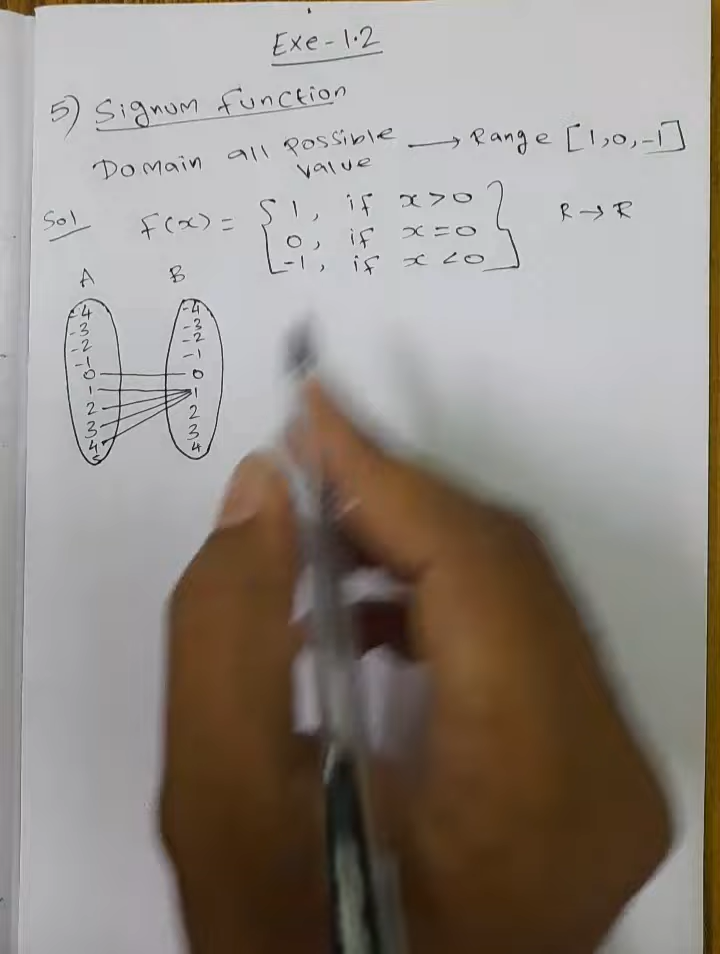 Exe-1.2
5) Signum function
Domain all possible value → Range [1,0,-1]
Sol f(x) = { 1, if x>0 } R→R
0, if x=0
-1, if x<0
A B
-4 -4
-3 -3
-2 -2
-1 -1
0 0
1 1
2 2
3 3
4 4
5